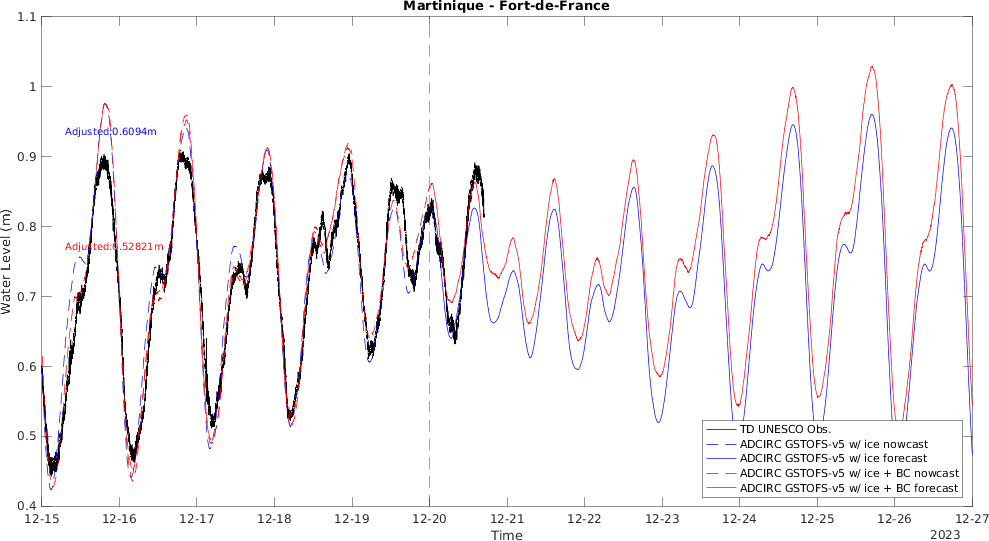 Martinique - Fort-de-France
1.1
1
0.9
0.8
0.7
0.6
0.5
0.4
Water Level (m)
Adjusted:0.6094m
Adjusted:0.52821m
TD UNESCO Obs.
ADCIRC GSTOFS-v5 w/ ice nowcast
ADCIRC GSTOFS-v5 w/ ice forecast
ADCIRC GSTOFS-v5 w/ ice + BC nowcast
ADCIRC GSTOFS-v5 w/ ice + BC forecast
12-15 12-16 12-17 12-18 12-19 12-20 12-21 12-22 12-23 12-24 12-25 12-26 12-27
Time
2023